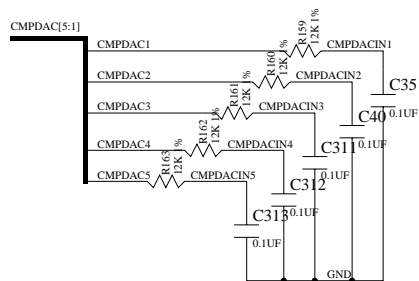 CMPDAC[5:1]
CMPDAC1
R159
12K 1%
CMPDACIN1
CMPDAC2
R160
12K 1%
CMPDACIN2
C35
0.1UF
CMPDAC3
R161
12K 1%
CMPDACIN3
C40
0.1UF
CMPDAC4
R162
12K 1%
CMPDACIN4
C311
0.1UF
CMPDAC5
R163
12K 1%
CMPDACIN5
C312
0.1UF
C313
0.1UF
GND